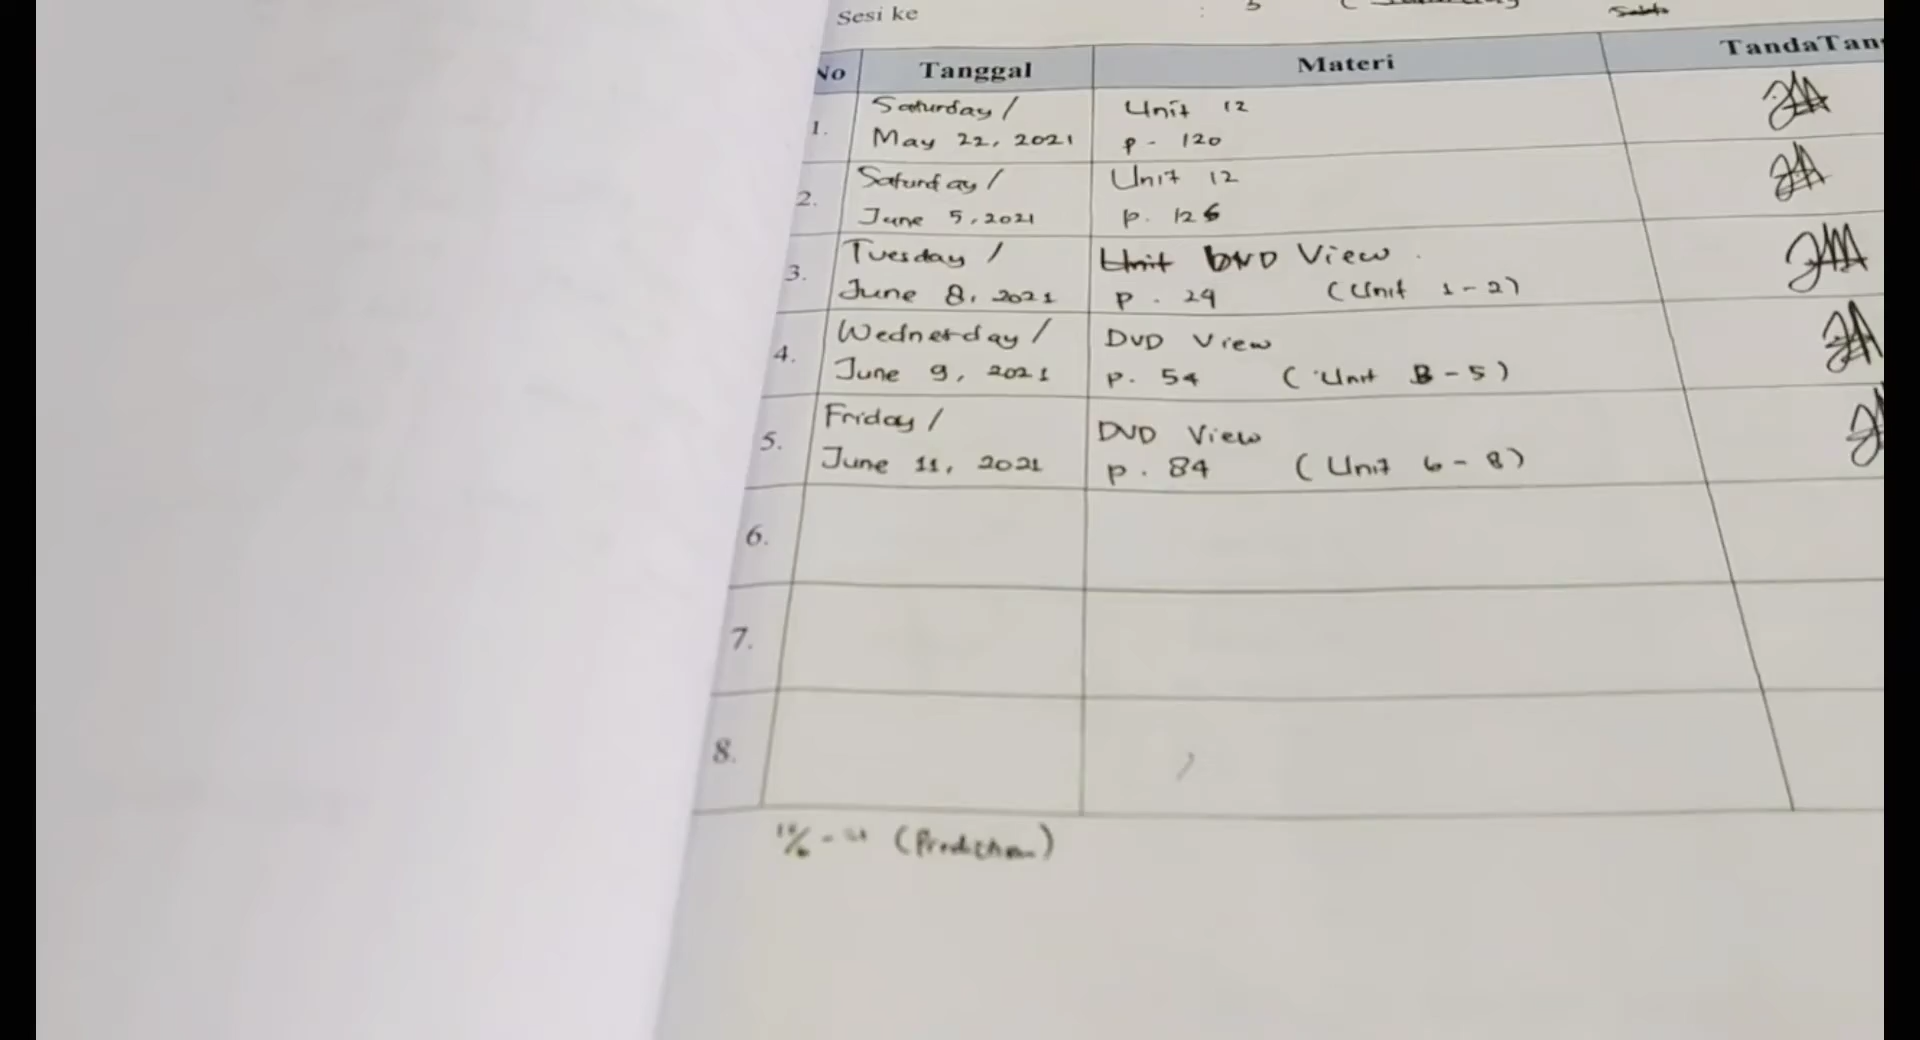 Sesi ke : 5
No Tanggal Materi TandaTan
1. Saturday / Unit 12
May 22, 2021 p. 120
2. Saturday / Unit 12
June 5, 2021 p. 126
3. Tuesday / Unit DVD View
June 8, 2021 p. 29 (Unit 1-2)
4. Wednesday / DVD View
June 9, 2021 p. 54 (Unit 3-5)
5. Friday / DVD View
June 11, 2021 p. 84 (Unit 6-8)
6.
7.
8.